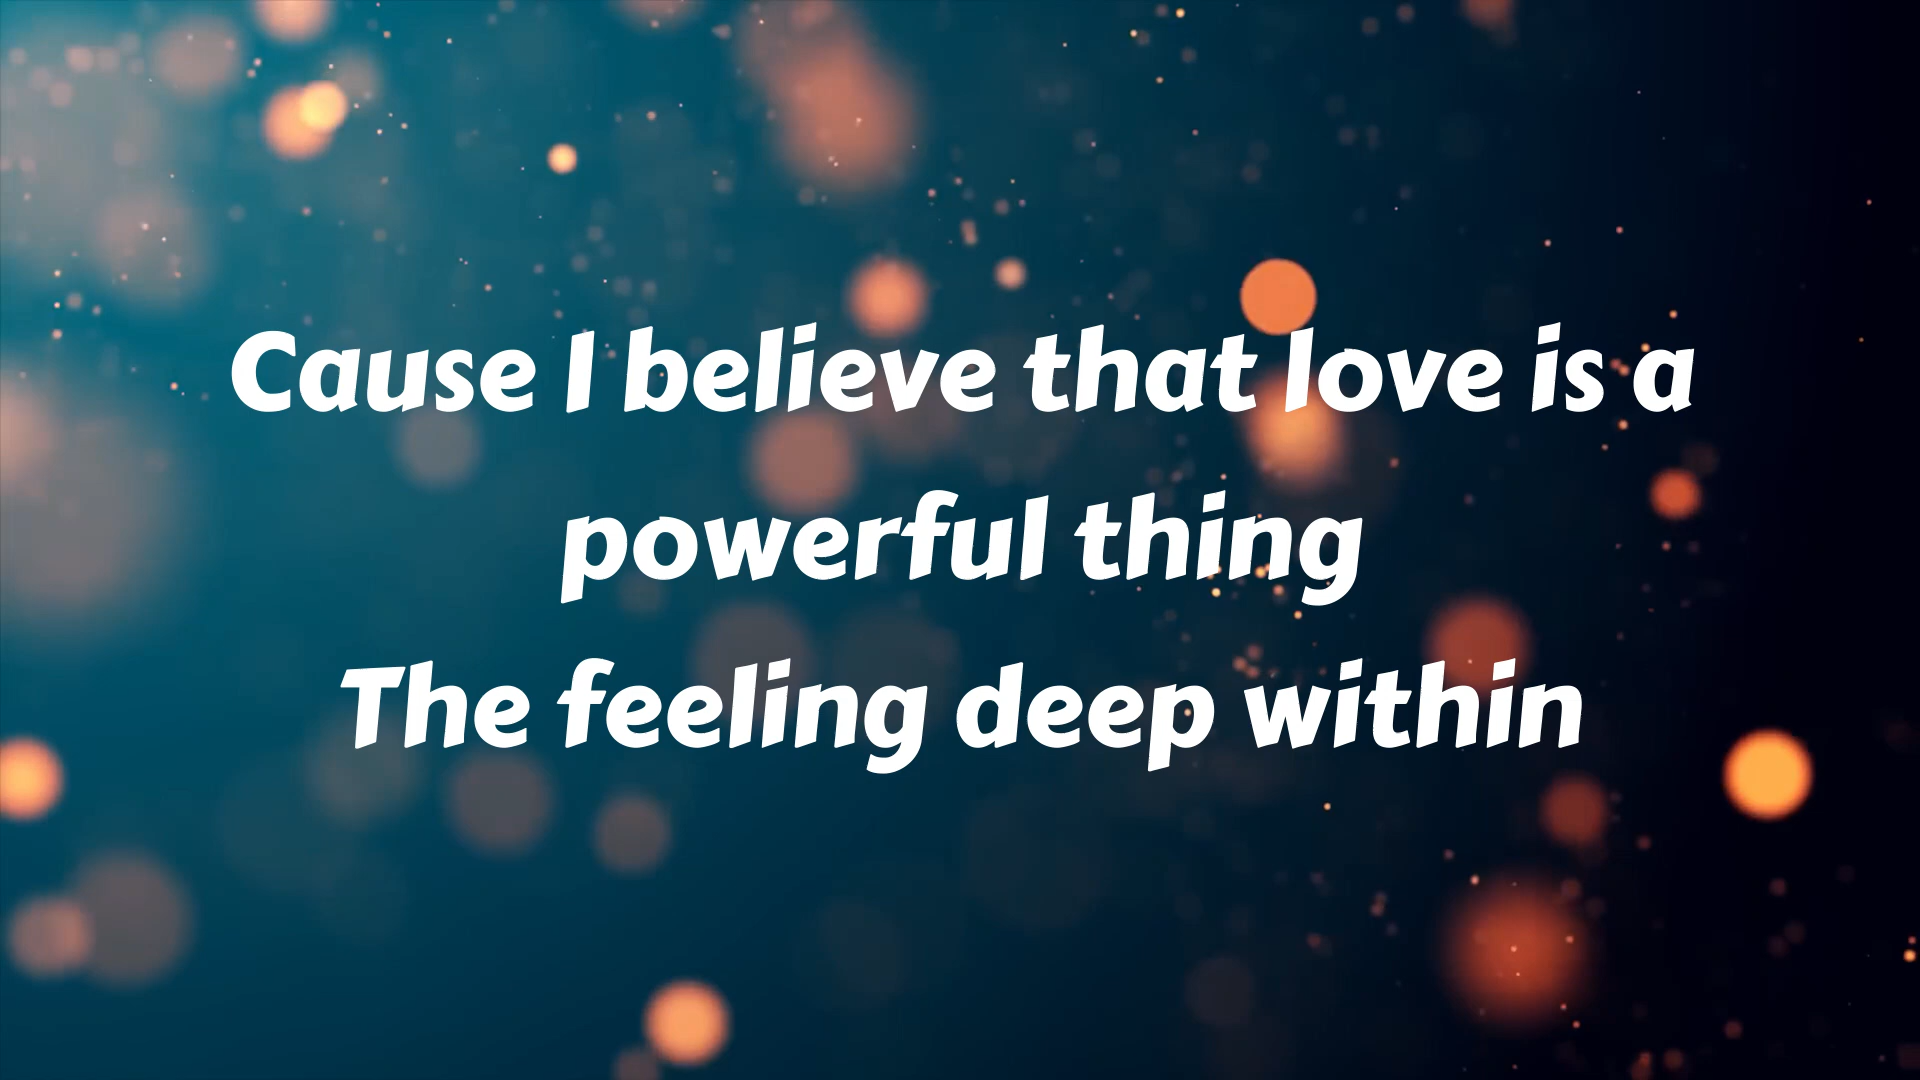 Cause I believe that love is a
powerful thing
The feeling deep within